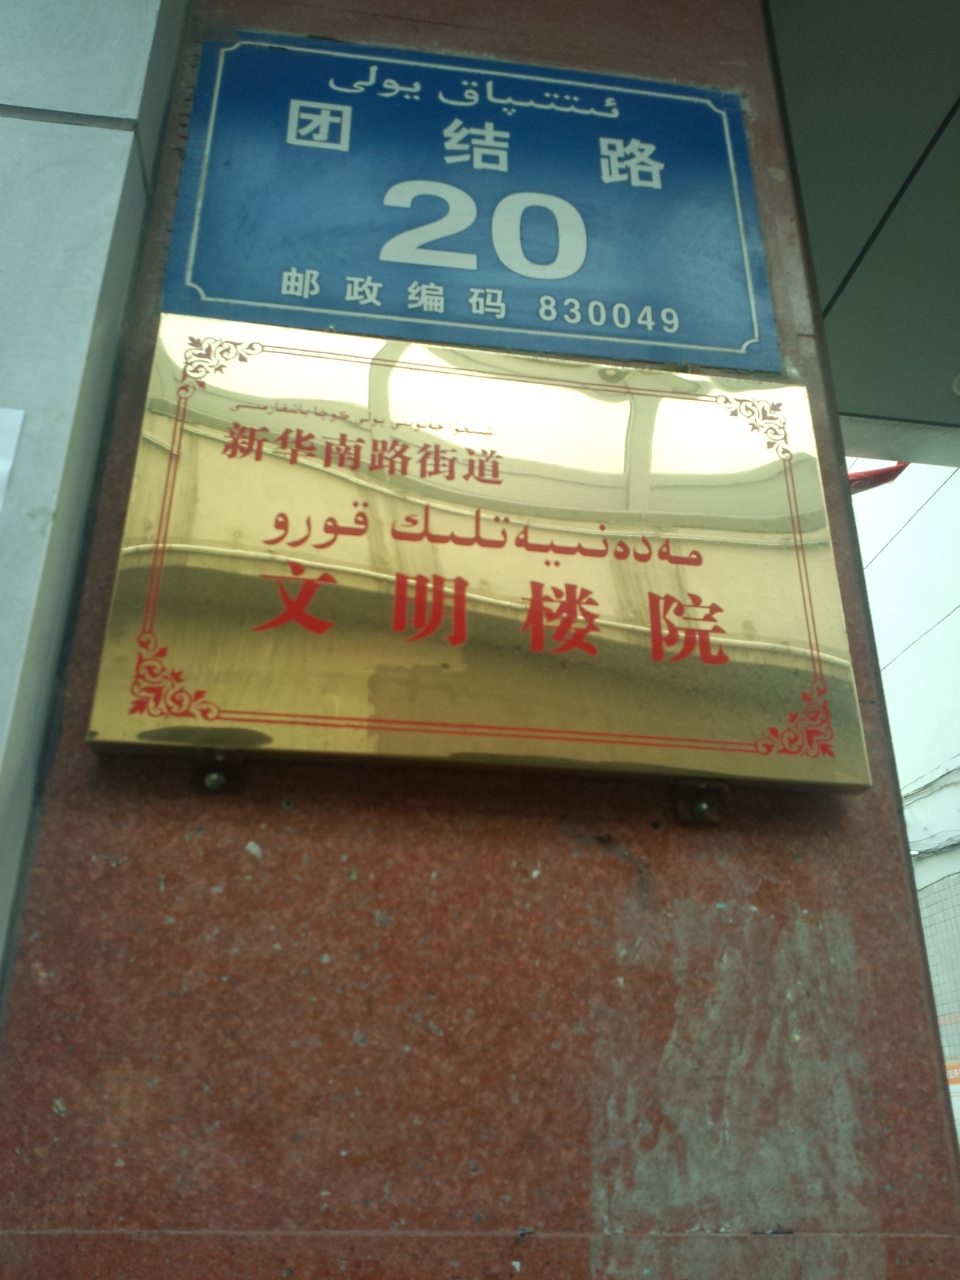 ئىتتىپاق يولى
团结路
20
邮政编码 830049
新华南路街道
مەدەنىيەتلىك قورو
文明楼院